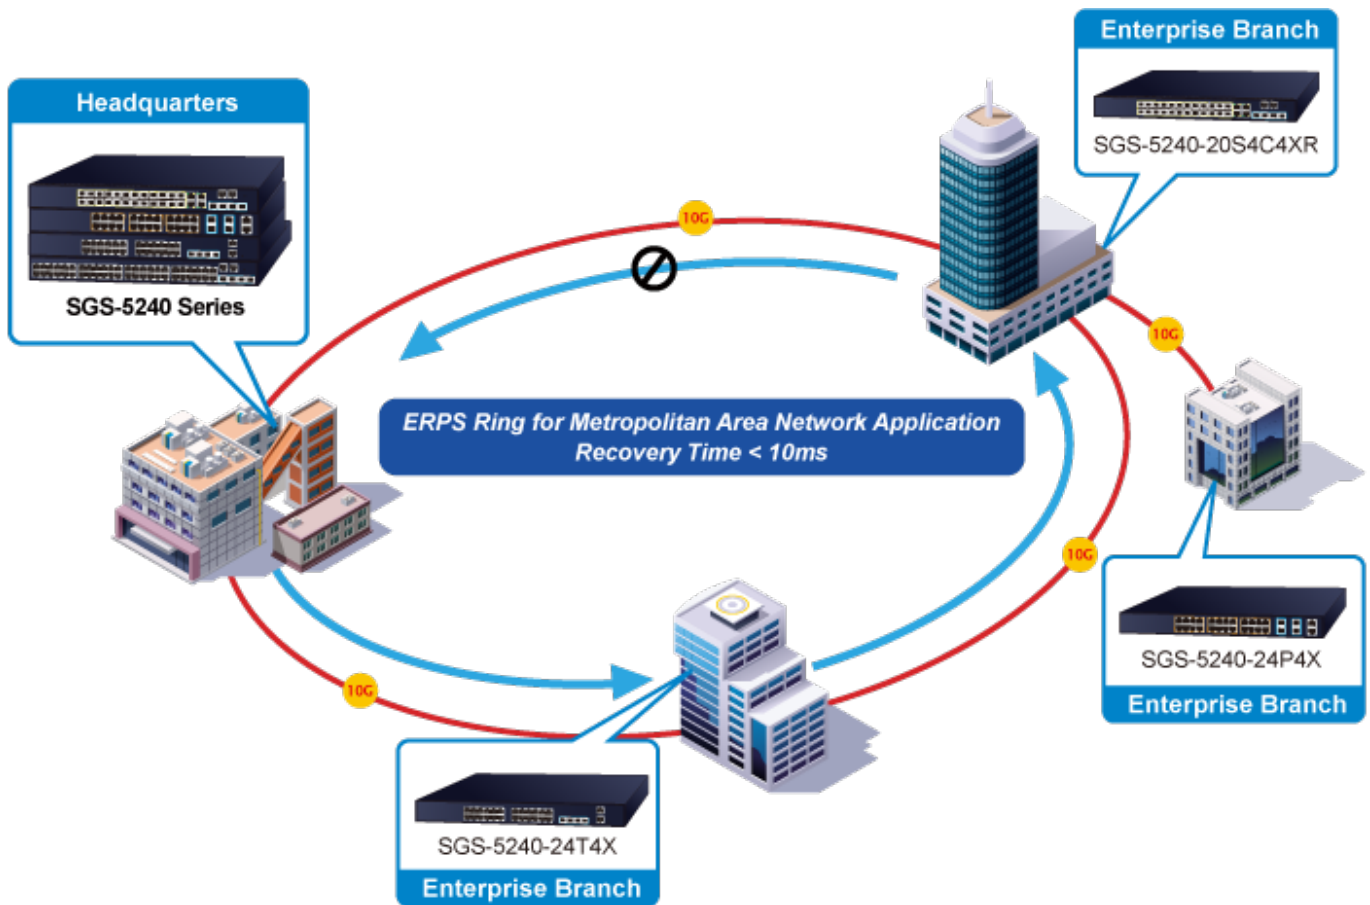 Enterprise Branch
SGS-5240-20S4C4XR
Headquarters
SGS-5240 Series
10G
10G
ERPS Ring for Metropolitan Area Network Application
Recovery Time < 10ms
10G
SGS-5240-24P4X
Enterprise Branch
10G
SGS-5240-24T4X
Enterprise Branch